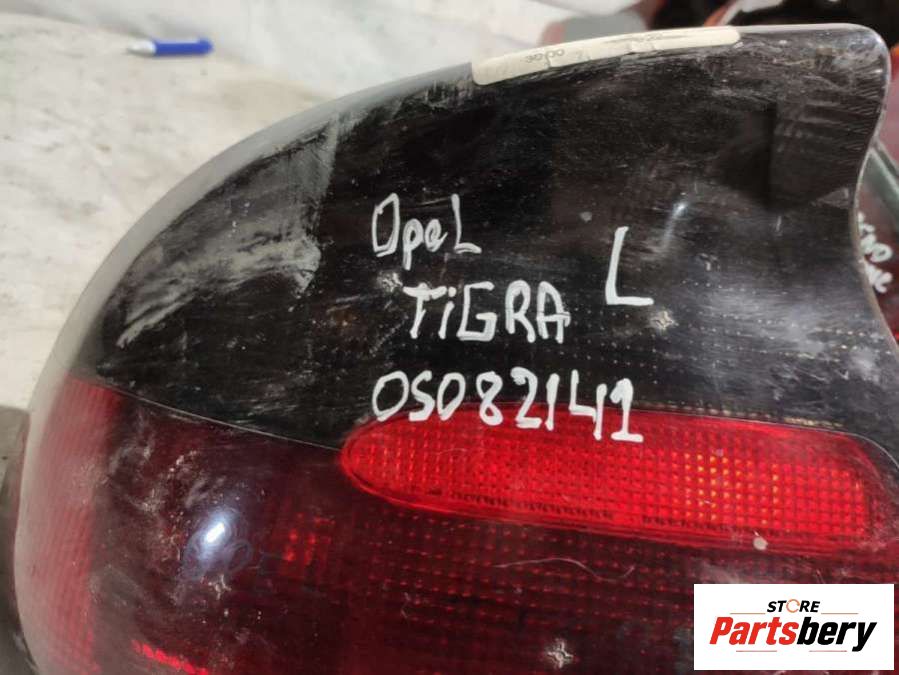 Opel
TiGRA
L
05082141
STORE
Partsbery